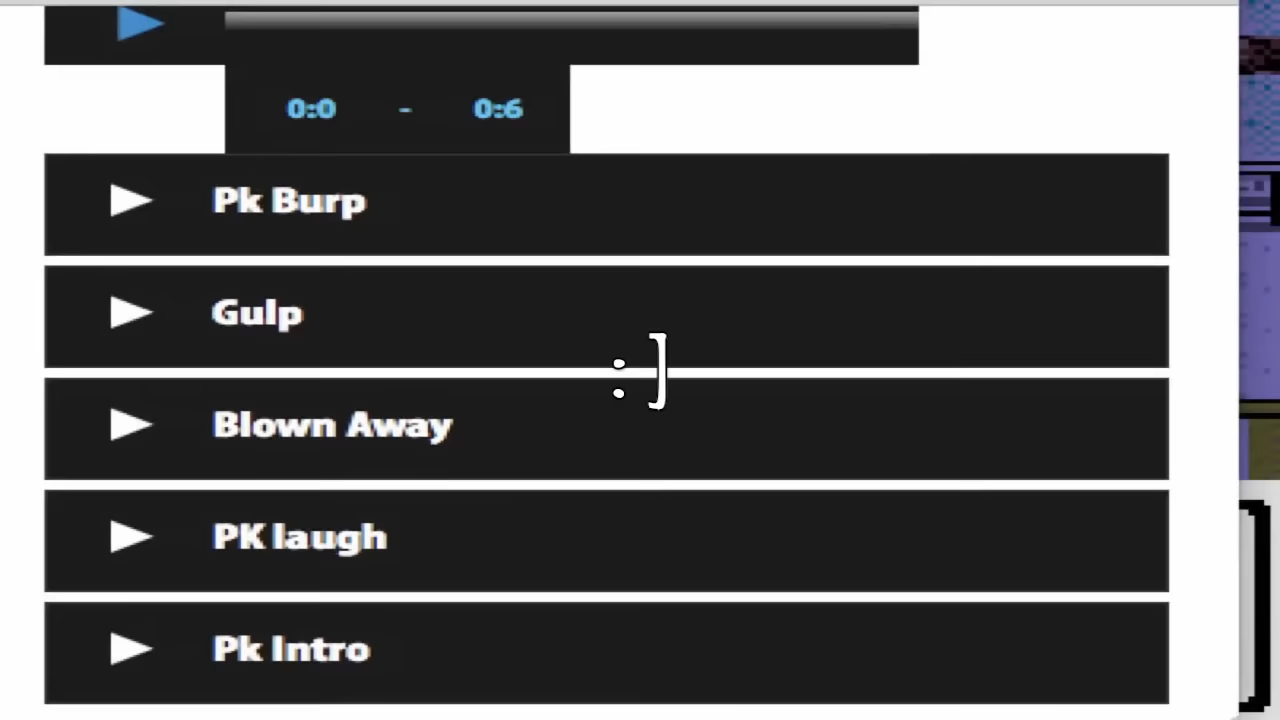 0:0 - 0:6
Pk Burp
Gulp
:]
Blown Away
PK laugh
Pk Intro